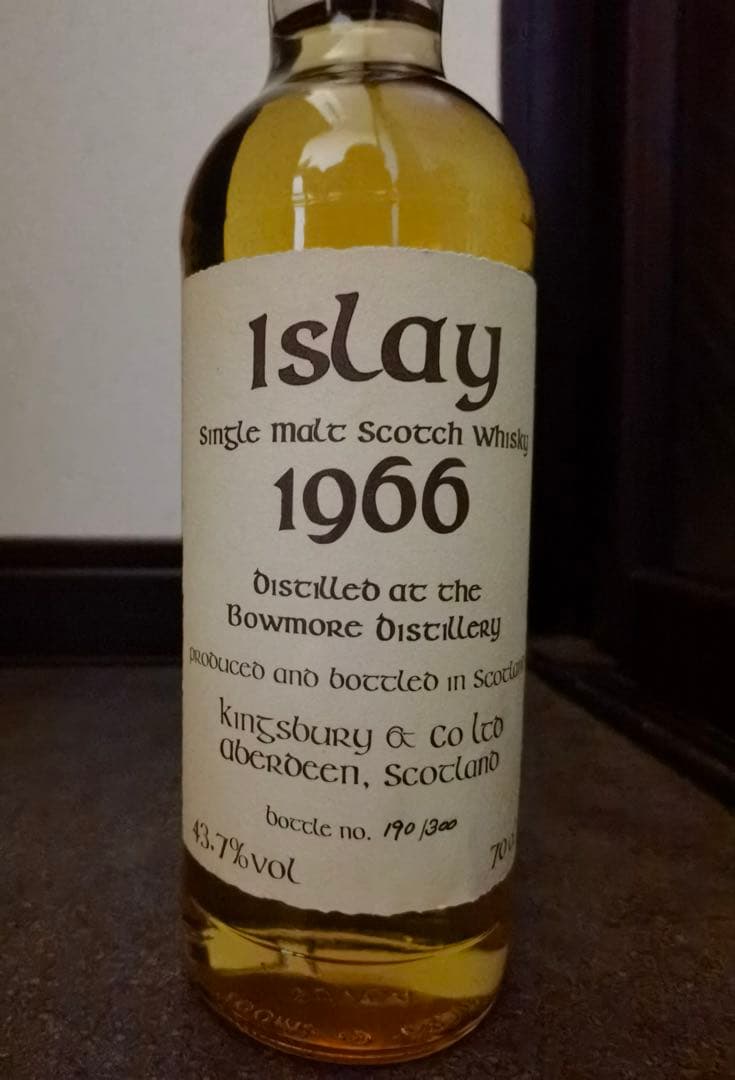 Islay
Single Malt Scotch Whisky
1966
Distilled at the
Bowmore Distillery
produced and bottled in
Kingsbury & Co Ltd
Aberdeen, Scotland
bottle no. 190/300
43.7% vol
70